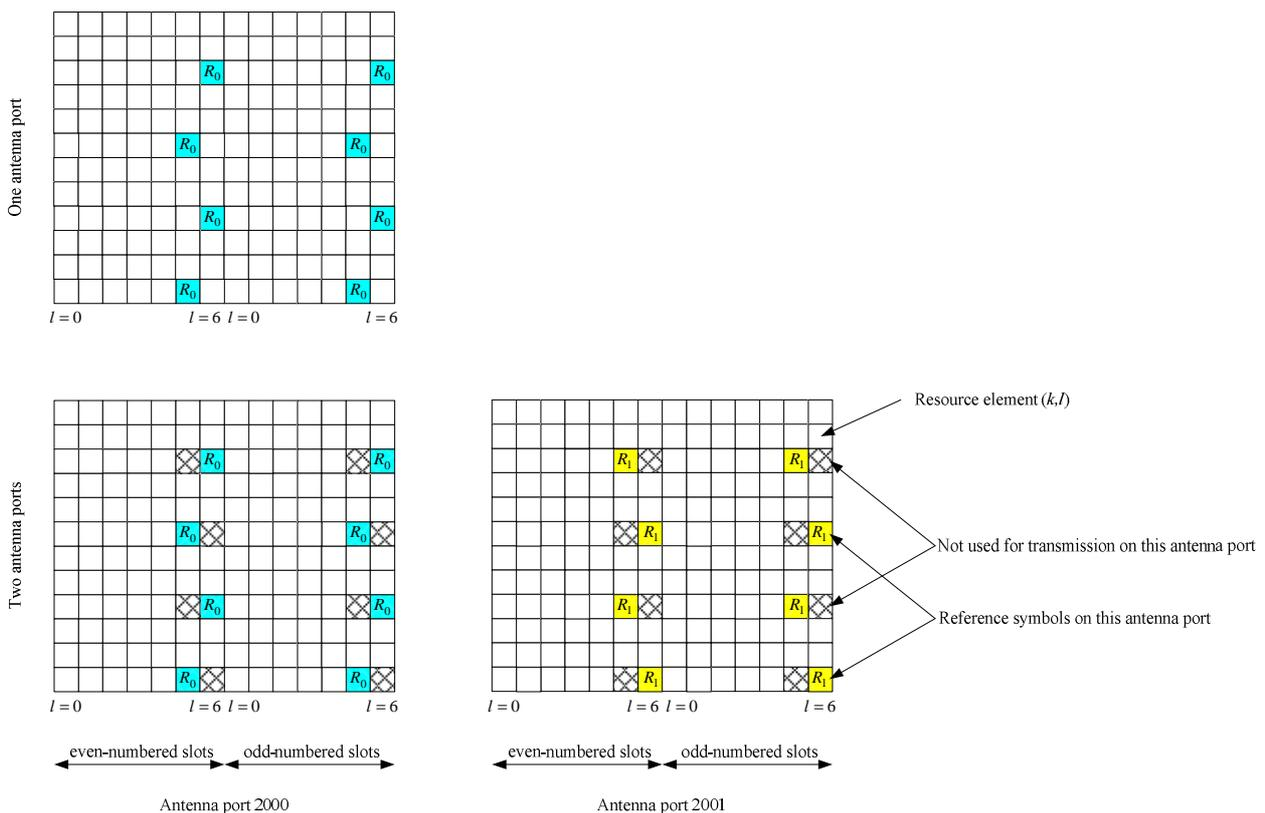 One antenna port
R0 R0
R0 R0
R0 R0
R0 R0
l = 0 l = 6 l = 0 l = 6
Two antenna ports
Resource element (k,l)
R0 R0 R1 R1
R0 R0 R1 R1
Not used for transmission on this antenna port
R0 R0 R1 R1
Reference symbols on this antenna port
R0 R0 R1 R1
l = 0 l = 6 l = 0 l = 6 l = 0 l = 6 l = 0 l = 6
even-numbered slots odd-numbered slots even-numbered slots odd-numbered slots
Antenna port 2000 Antenna port 2001